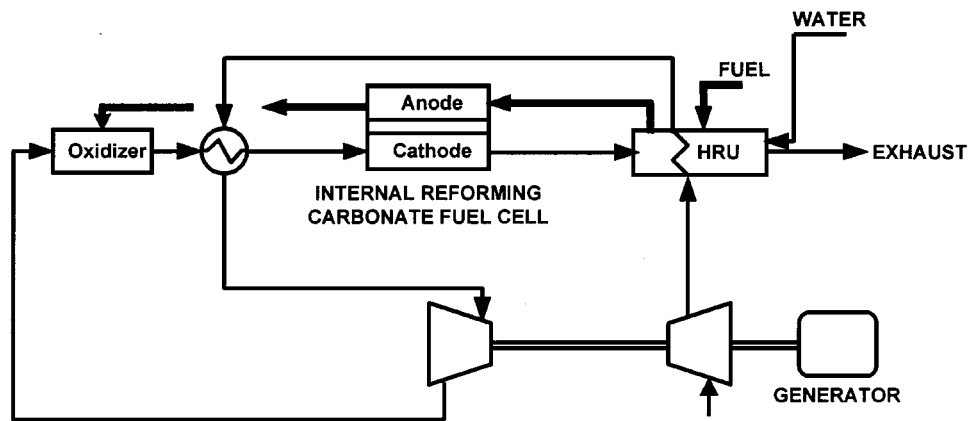 WATER
FUEL
Anode
Oxidizer
Cathode
HRU
EXHAUST
INTERNAL REFORMING
CARBONATE FUEL CELL
GENERATOR